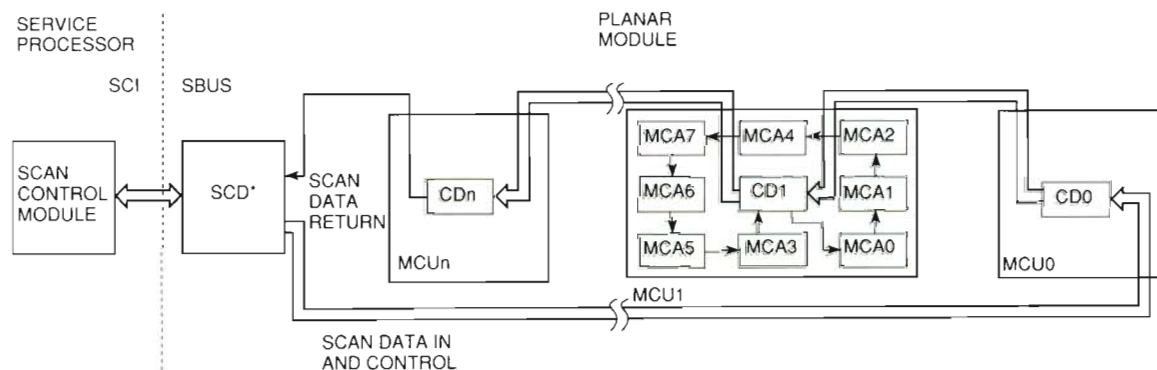 SERVICE
PROCESSOR
PLANAR
MODULE
SCI
SBUS
SCAN
CONTROL
MODULE
SCD*
SCAN
DATA
RETURN
CDn
MCUn
MCA7
MCA4
MCA2
MCA6
CD1
MCA1
MCA5
MCA3
MCA0
MCU1
CD0
MCU0
SCAN DATA IN
AND CONTROL